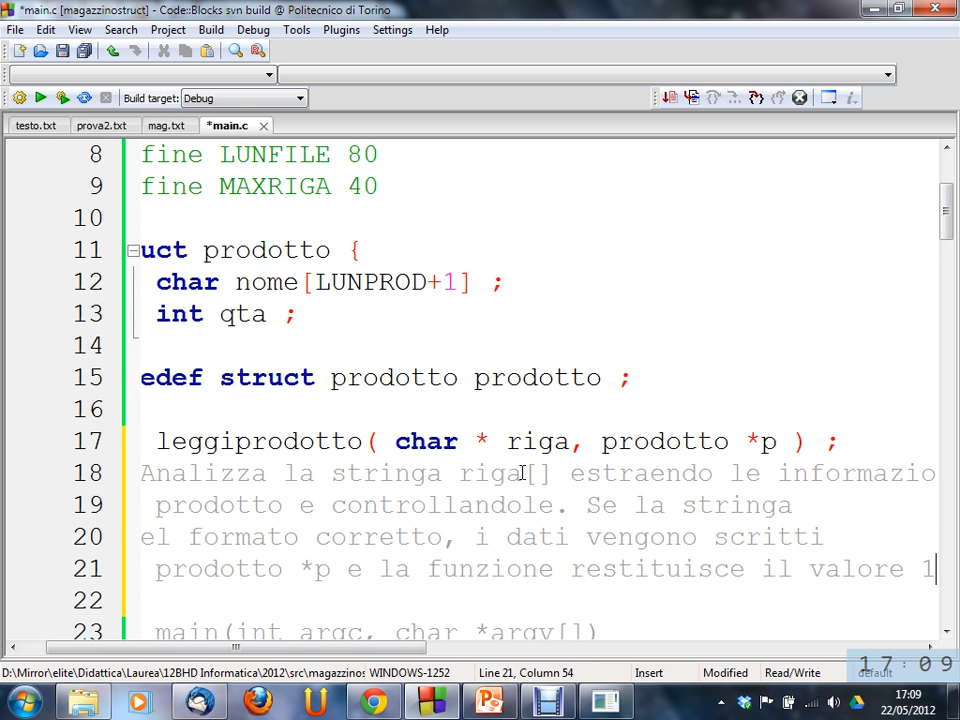 *main.c [magazzinostruct] - Code::Blocks svn build @ Politecnico di Torino
File Edit View Search Project Build Debug Tools Plugins Settings Help
Build target: Debug
testo.txt prova2.txt mag.txt *main.c
8 fine LUNFILE 80
9 fine MAXRIGA 40
10
11 uct prodotto {
12 char nome[LUNPROD+1] ;
13 int qta ;
14
15 edef struct prodotto prodotto ;
16
17 leggiprodotto( char * riga, prodotto *p ) ;
18 Analizza la stringa riga[] estraendo le informazio
19 prodotto e controllandole. Se la stringa
20 el formato corretto, i dati vengono scritti
21 prodotto *p e la funzione restituisce il valore 1
22
23 main(int argc, char *argv[])
D:\Mirror\elite\Didattica\Laurea\12BHD Informatica\2012\src\magazzinos WINDOWS-1252 Line 21, Column 54 Insert Modified Read/Write default
17:09
17:09
22/05/2012